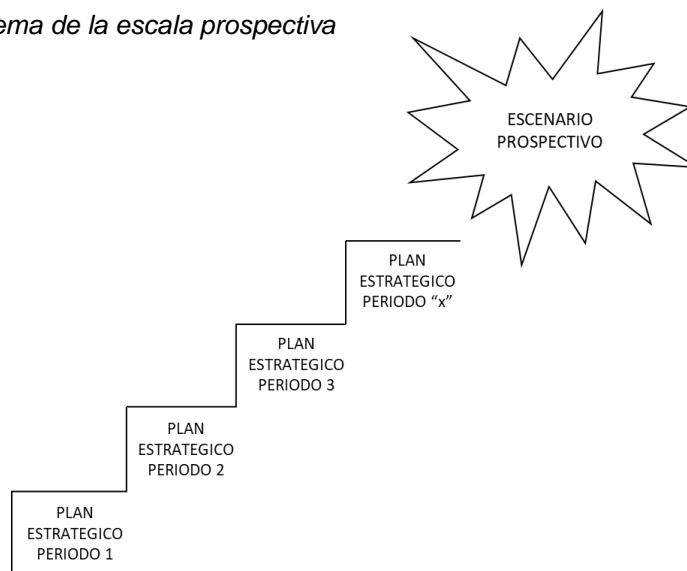 de la escala prospectiva
ESCENARIO
PROSPECTIVO
PLAN
ESTRATEGICO
PERIODO “x”
PLAN
ESTRATEGICO
PERIODO 3
PLAN
ESTRATEGICO
PERIODO 2
PLAN
ESTRATEGICO
PERIODO 1